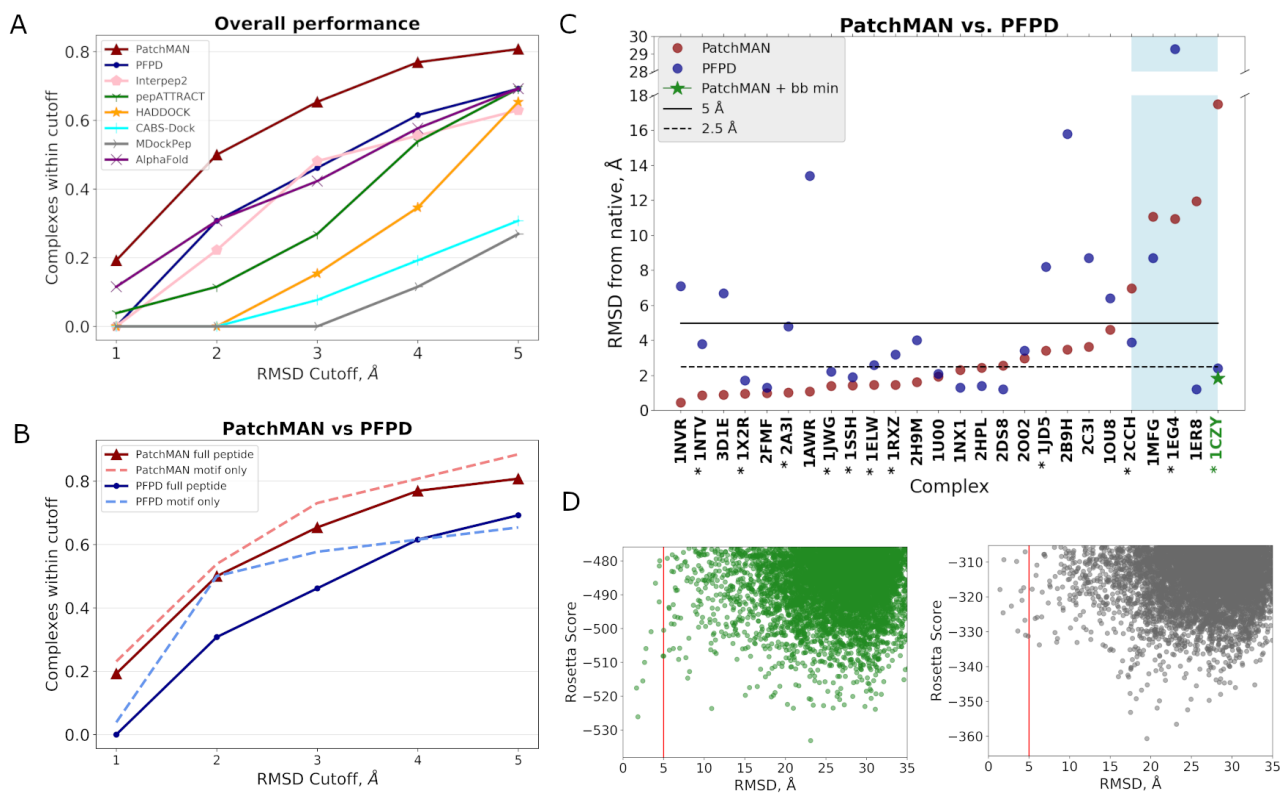 A
Overall performance
PatchMAN
PFPD
Interpep2
pepATTRACT
HADDOCK
CABS-Dock
MDockPep
AlphaFold
Complexes within cutoff
0.8
0.6
0.4
0.2
0.0
1 2 3 4 5
RMSD Cutoff, Å
B
PatchMAN vs PFPD
PatchMAN full peptide
PatchMAN motif only
PFPD full peptide
PFPD motif only
Complexes within cutoff
0.8
0.6
0.4
0.2
0.0
1 2 3 4 5
RMSD Cutoff, Å
C
PatchMAN vs. PFPD
PatchMAN
PFPD
PatchMAN + bb min
5 Å
2.5 Å
RMSD from native, Å
30
29
28
18
16
14
12
10
8
6
4
2
0
1NVR
* 1NTV
3D1E
* 1X2R
2FMF
* 2A3I
1AWR
* 1JWG
* 1SSH
* 1ELW
* 1RXZ
2H9M
1U00
1NX1
2HPL
2DS8
2O02
* 1JD5
2B9H
2C3I
1OU8
* 2CCH
1MFG
* 1EG4
1ER8
* 1CZY
Complex
D
Rosetta Score
−480
−490
−500
−510
−520
−530
0 5 10 15 20 25 30 35
RMSD, Å
Rosetta Score
−310
−320
−330
−340
−350
−360
0 5 10 15 20 25 30 35
RMSD, Å